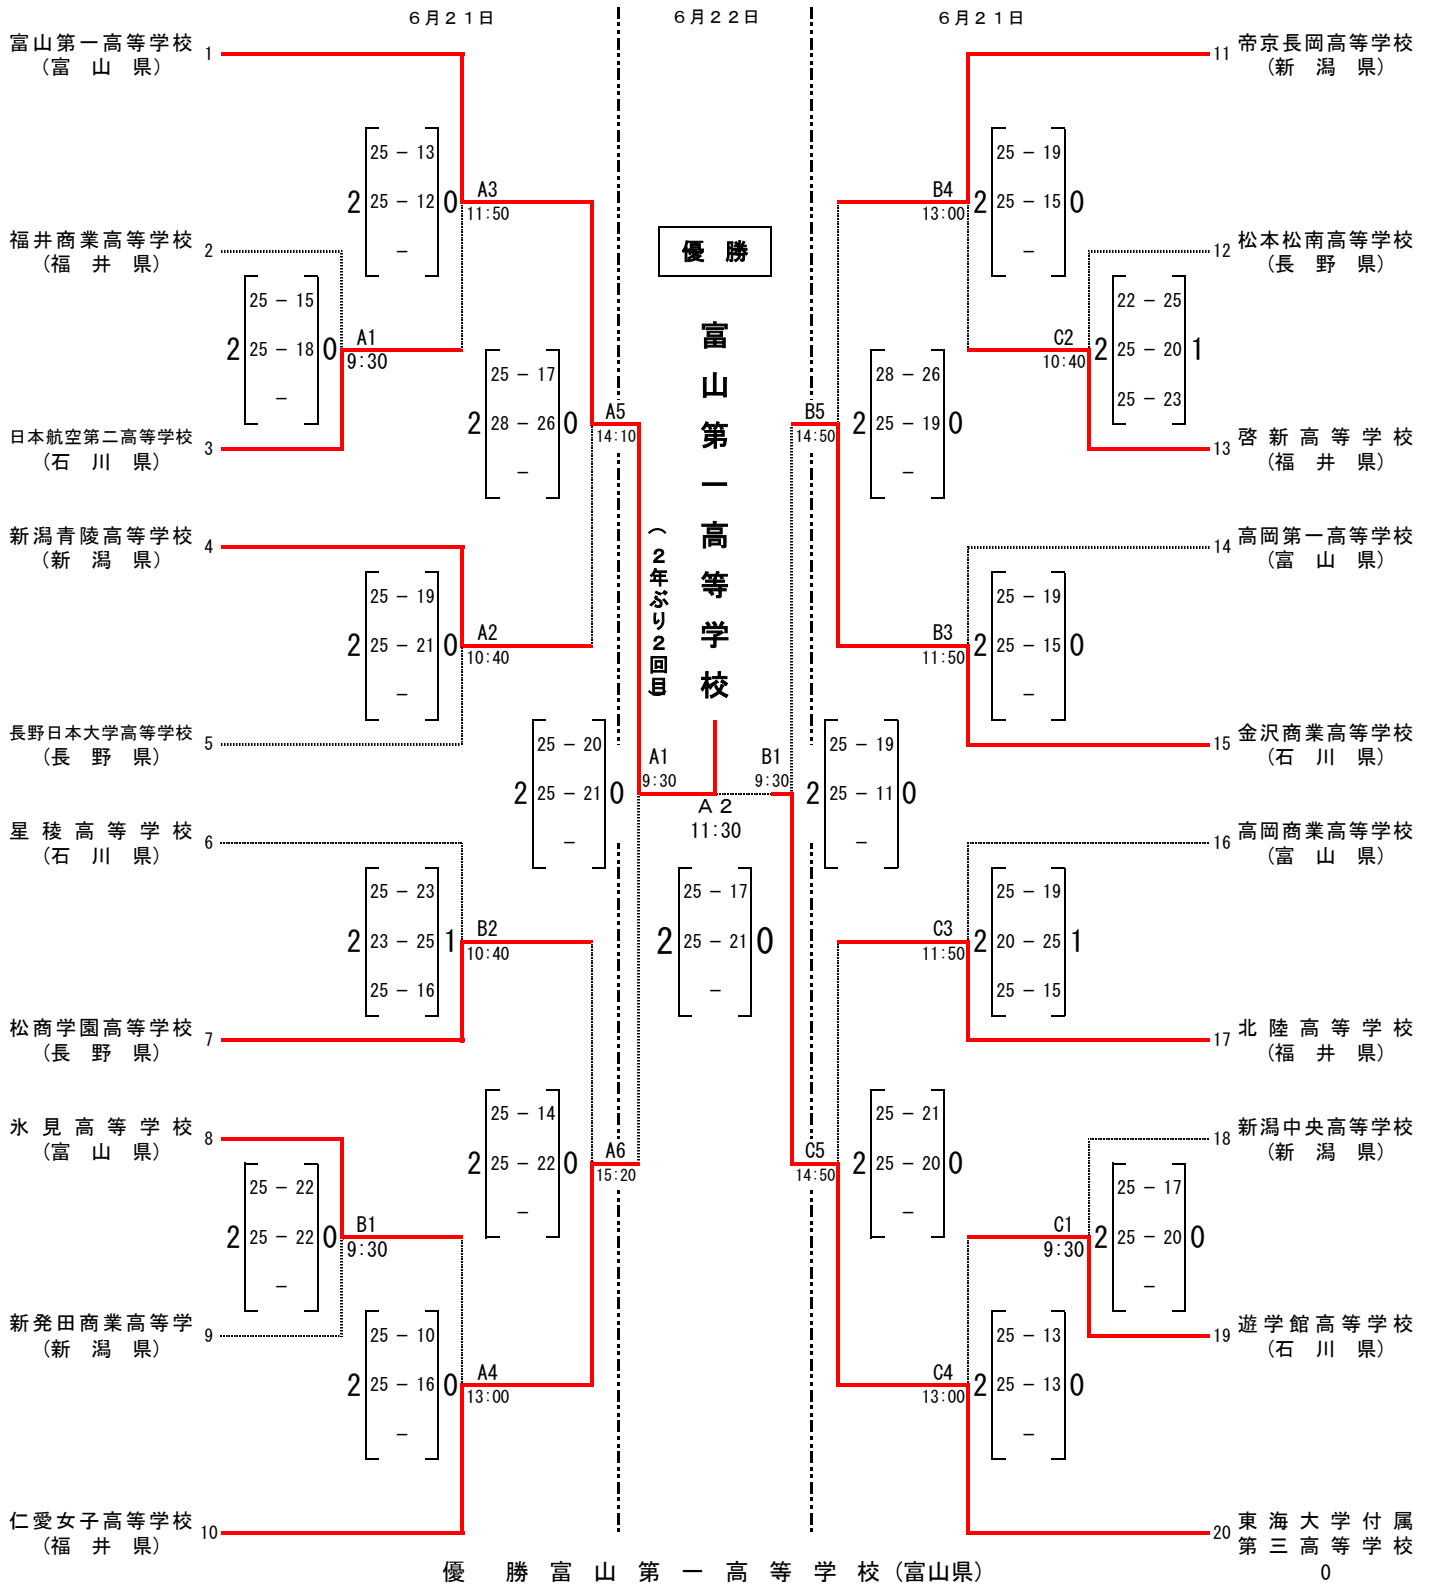 ６月２１日
６月２２日
６月２１日
富山第一高等学校
（富　山　県）
1
福井商業高等学校
（福　井　県）
2
日本航空第二高等学校
（石　川　県）
3
新潟青陵高等学校
（新　潟　県）
4
長野日本大学高等学校
（長　野　県）
5
星稜高等学校
（石　川　県）
6
松商学園高等学校
（長　野　県）
7
氷見高等学校
（富　山　県）
8
新発田商業高等学
（新　潟　県）
9
仁愛女子高等学校
（福　井　県）
10
25 － 15
2 25 － 18 0
－
A1
9:30
25 － 13
2 25 － 12 0
－
A3
11:50
25 － 19
2 25 － 21 0
－
A2
10:40
25 － 23
2 23 － 25 1
25 － 16
B2
10:40
25 － 22
2 25 － 22 0
－
B1
9:30
25 － 10
2 25 － 16 0
－
A4
13:00
25 － 17
2 28 － 26 0
－
A5
14:10
25 － 14
2 25 － 22 0
－
A6
15:20
25 － 20
2 25 － 21 0
－
A1
9:30
優　勝
富山第一高等学校
（２年ぶり２回目）
Ａ２
11:30
25 － 17
2 25 － 21 0
－
B1
9:30
25 － 19
2 25 － 11 0
－
B5
14:50
28 － 26
2 25 － 19 0
－
C5
14:50
25 － 21
2 25 － 20 0
－
B4
13:00
25 － 19
2 25 － 15 0
－
C2
10:40
22 － 25
2 25 － 20 1
25 － 23
B3
11:50
25 － 19
2 25 － 15 0
－
C3
11:50
25 － 19
2 20 － 25 1
25 － 15
C1
9:30
25 － 17
2 25 － 20 0
－
C4
13:00
25 － 13
2 25 － 13 0
－
11
帝京長岡高等学校
（新　潟　県）
12
松本松南高等学校
（長　野　県）
13
啓新高等学校
（福　井　県）
14
高岡第一高等学校
（富　山　県）
15
金沢商業高等学校
（石　川　県）
16
高岡商業高等学校
（富　山　県）
17
北陸高等学校
（福　井　県）
18
新潟中央高等学校
（新　潟　県）
19
遊学館高等学校
（石　川　県）
20
東海大学付属
第三高等学校
0
優　勝　富山第一高等学校（富山県）